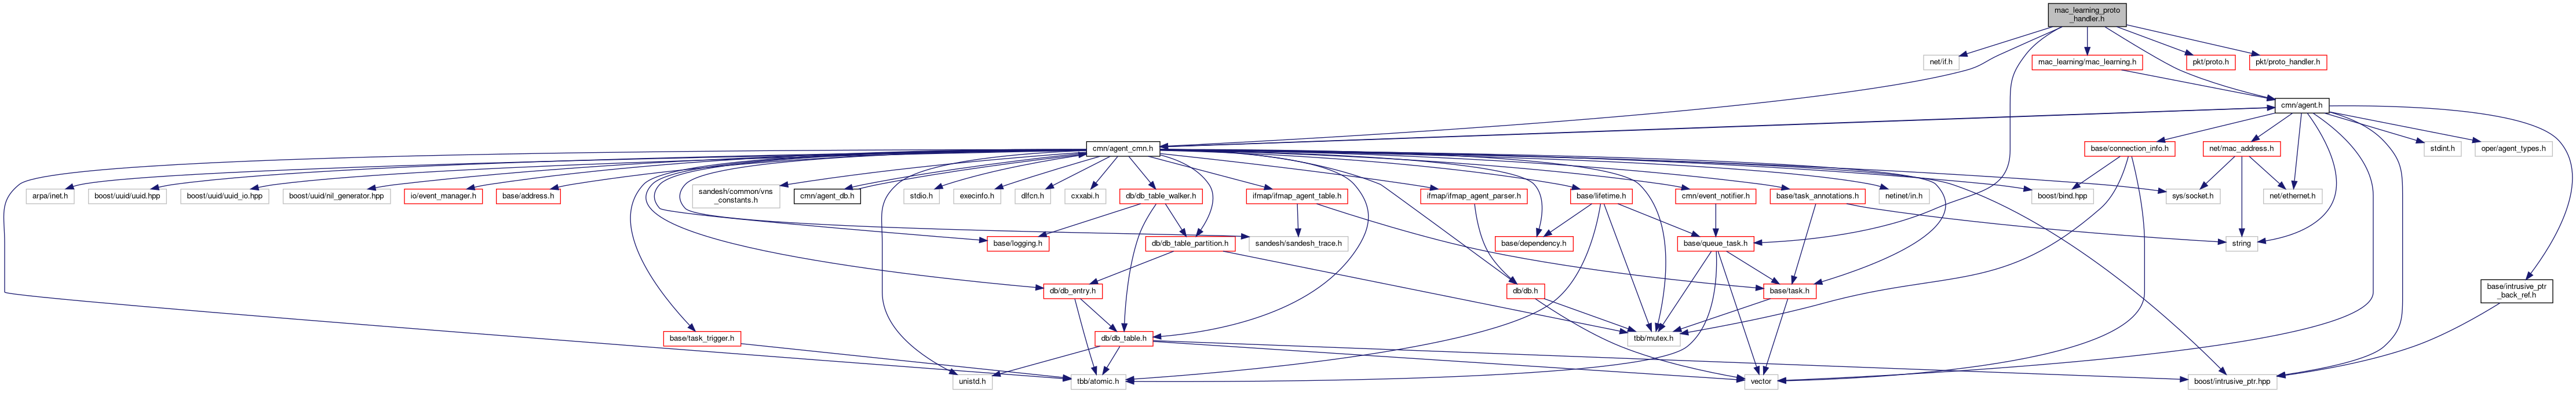 mac_learning_proto
_handler.h
net/if.h
mac_learning/mac_learning.h
pkt/proto.h
pkt/proto_handler.h
cmn/agent.h
cmn/agent_cmn.h
base/connection_info.h
net/mac_address.h
stdint.h
oper/agent_types.h
arpa/inet.h
boost/uuid/uuid.hpp
boost/uuid/uuid_io.hpp
boost/uuid/nil_generator.hpp
io/event_manager.h
base/address.h
sandesh/common/vns
_constants.h
cmn/agent_db.h
stdio.h
execinfo.h
dlfcn.h
cxxabi.h
db/db_table_walker.h
ifmap/ifmap_agent_table.h
ifmap/ifmap_agent_parser.h
base/lifetime.h
cmn/event_notifier.h
base/task_annotations.h
netinet/in.h
boost/bind.hpp
sys/socket.h
net/ethernet.h
base/logging.h
db/db_table_partition.h
sandesh/sandesh_trace.h
base/dependency.h
base/queue_task.h
string
db/db_entry.h
db/db.h
base/task.h
base/intrusive_ptr
_back_ref.h
base/task_trigger.h
db/db_table.h
tbb/mutex.h
unistd.h
tbb/atomic.h
vector
boost/intrusive_ptr.hpp